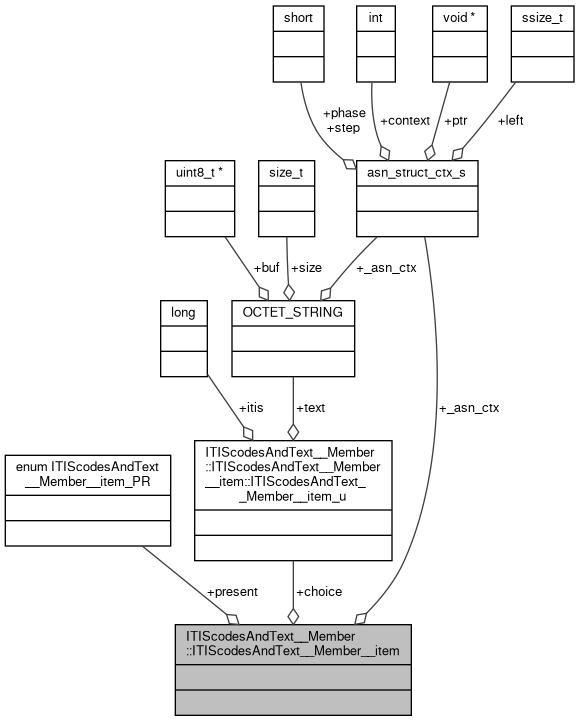 short
int
void *
ssize_t
+phase
+step
+context
+ptr
+left
uint8_t *
size_t
asn_struct_ctx_s
+buf
+size
+_asn_ctx
long
OCTET_STRING
+itis
+text
+_asn_ctx
ITIScodesAndText__Member
::ITIScodesAndText__Member
__item::ITIScodesAndText_
_Member__item_u
enum ITIScodesAndText
__Member__item_PR
+present
+choice
ITIScodesAndText__Member
::ITIScodesAndText__Member__item